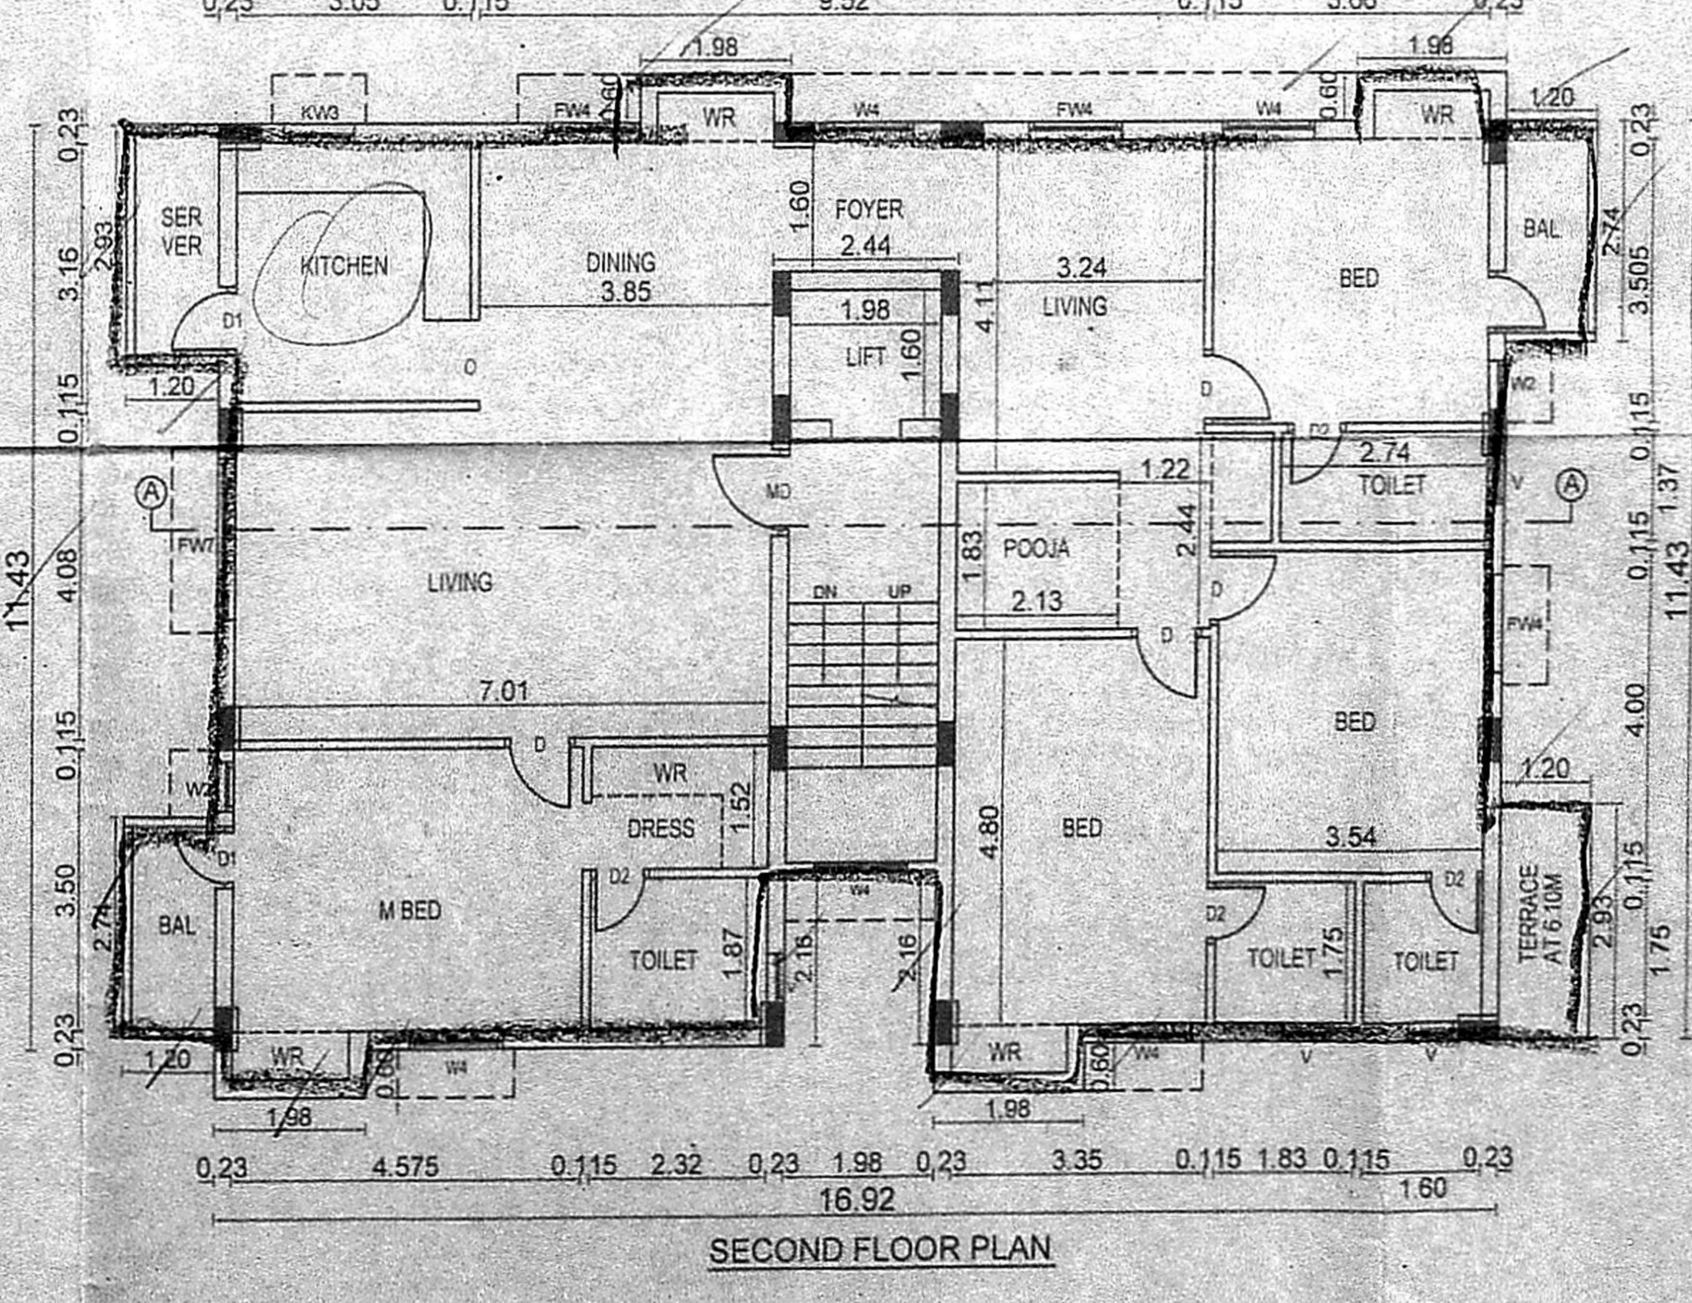 0.23 3.05 0.115 9.52 0.115 3.66 0.23
1.98 1.98
KW3 FW4 0.60 WR W4 FW4 W4 0.60 WR 1.20
0.23 0.23
SER
VER
KITCHEN
DINING
3.85
1.60
FOYER
2.44
3.24
LIVING
4.11
BED
BAL
2.74
2.93
3.16
3.505
D1
1.98
LIFT
1.60
1.20
0.115
D
D
W2
0.115
D2
2.74
TOILET
1.22
V
A A
1.37
MD
FW7
LIVING
4.08
11.43
POOJA
1.83
2.13
2.44
D
0.115
11.43
DN UP
FW4
D
7.01
BED
4.00
0.115
D
WR
1.52
DRESS
W2
1.20
4.80
BED
3.54
D1
D2
W4
D2
D2
0.115
3.50
2.74
BAL
M BED
TOILET
1.87
2.16
2.16
TOILET
1.75
TOILET
TERRACE
AT 6.10M
2.93
1.75
0.23
0.23
1.20
WR
0.60
W4
WR
0.60
W4
V V
1.98
1.98
0.23 4.575 0.115 2.32 0.23 1.98 0.23 3.35 0.115 1.83 0.115 0.23
1.60
16.92
SECOND FLOOR PLAN